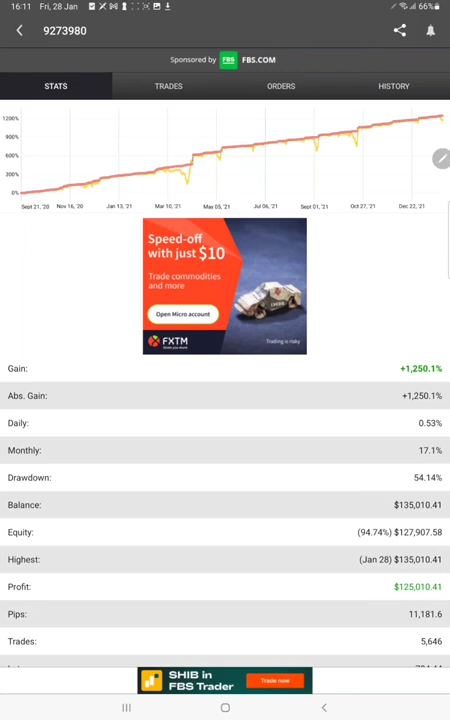 16:11 Fri, 28 Jan 66%
9273980
Sponsored by FBS FBS.COM
STATS TRADES ORDERS HISTORY
1200%
900%
600%
300%
0%
Sept 21, '20 Nov 16, '20 Jan 13, '21 Mar 10, '21 May 05, '21 Jul 06, '21 Sept 01, '21 Oct 27, '21 Dec 22, '21
Speed-off
with just $10
Trade commodities
and more
Open Micro account
FXTM
Trading is risky
Gain: +1,250.1%
Abs. Gain: +1,250.1%
Daily: 0.53%
Monthly: 17.1%
Drawdown: 54.14%
Balance: $135,010.41
Equity: (94.74%) $127,907.58
Highest: (Jan 28) $135,010.41
Profit: $125,010.41
Pips: 11,181.6
Trades: 5,646
SHIB in
FBS Trader
Trade now